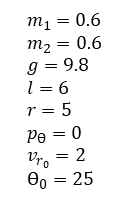 m₁ = 0.6
m₂ = 0.6
g = 9.8
l = 6
r = 5
pθ = 0
vᵣ₀ = 2
θ₀ = 25